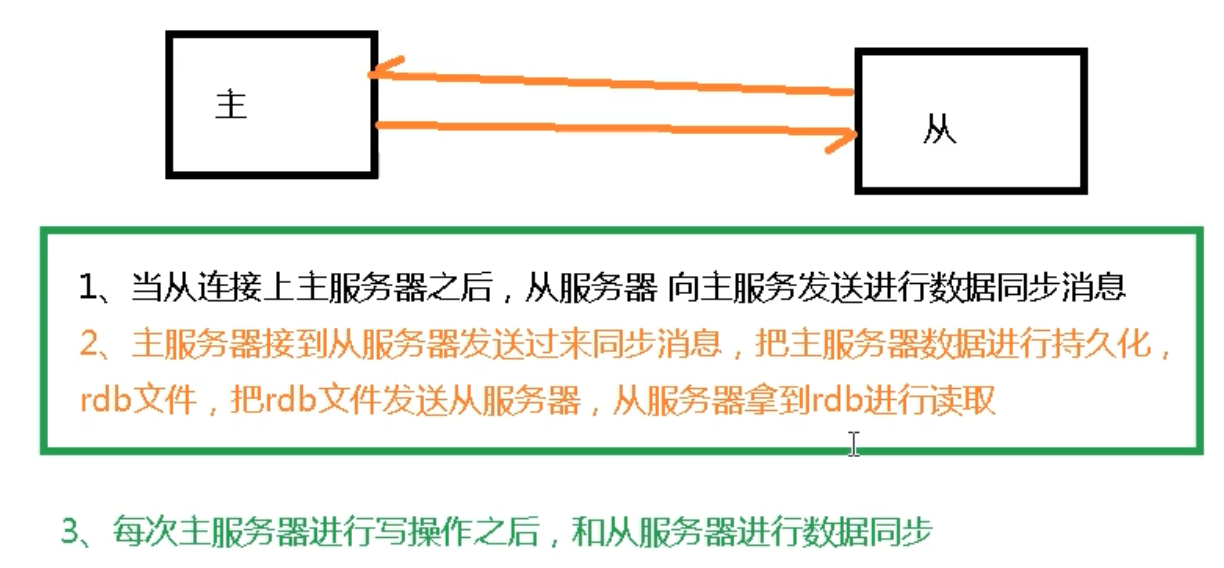 主
从
1、当从连接上主服务器之后，从服务器 向主服务发送进行数据同步消息
2、主服务器接到从服务器发送过来同步消息，把主服务器数据进行持久化，
rdb文件，把rdb文件发送从服务器，从服务器拿到rdb进行读取
3、每次主服务器进行写操作之后，和从服务器进行数据同步